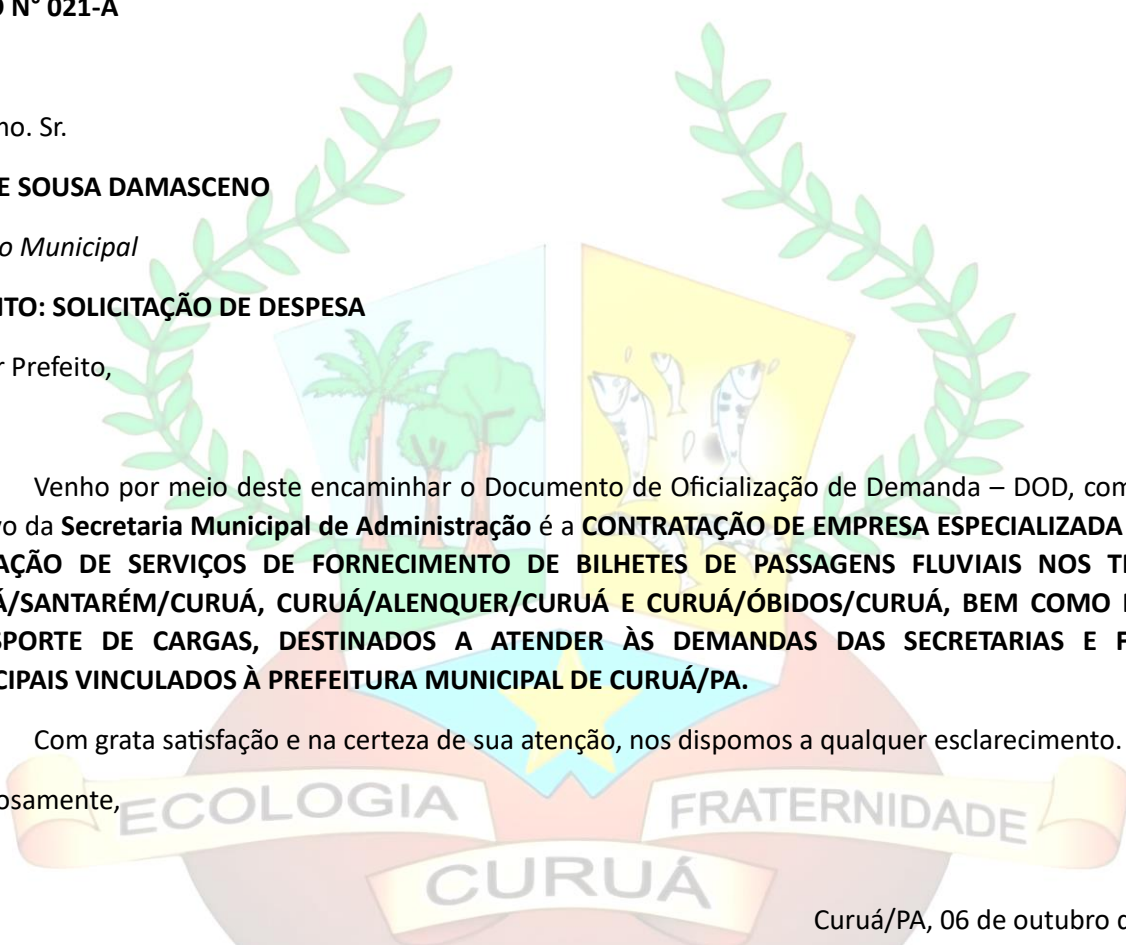 O N° 021-A
no. Sr.
E SOUSA DAMASCENO
o Municipal
NTO: SOLICITAÇÃO DE DESPESA
r Prefeito,
Venho por meio deste encaminhar o Documento de Oficialização de Demanda – DOD, com
vo da Secretaria Municipal de Administração é a CONTRATAÇÃO DE EMPRESA ESPECIALIZADA
AÇÃO DE SERVIÇOS DE FORNECIMENTO DE BILHETES DE PASSAGENS FLUVIAIS NOS T
Á/SANTARÉM/CURUÁ, CURUÁ/ALENQUER/CURUÁ E CURUÁ/ÓBIDOS/CURUÁ, BEM COMO
SPORTE DE CARGAS, DESTINADOS A ATENDER ÀS DEMANDAS DAS SECRETARIAS E F
CIPAIS VINCULADOS À PREFEITURA MUNICIPAL DE CURUÁ/PA.
Com grata satisfação e na certeza de sua atenção, nos dispomos a qualquer esclarecimento.
osamente,
ECOLOGIA
FRATERNIDADE
CURUÁ
Curuá/PA, 06 de outubro d